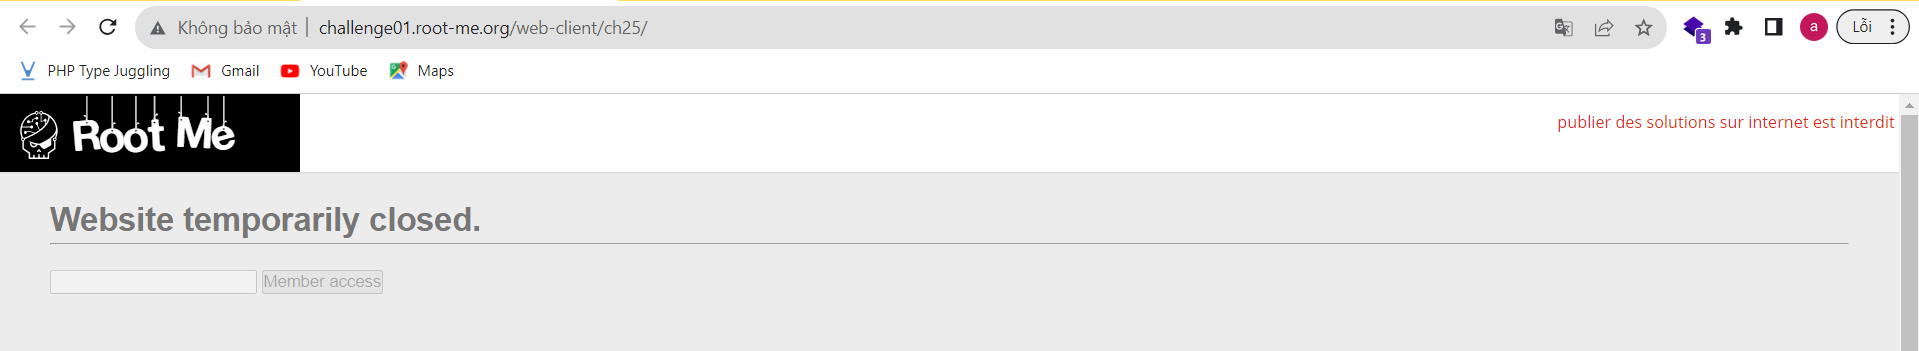 Không bảo mật | challenge01.root-me.org/web-client/ch25/
3
a
Lỗi
PHP Type Juggling
Gmail
YouTube
Maps
Root Me
publier des solutions sur internet est interdit
Website temporarily closed.
Member access